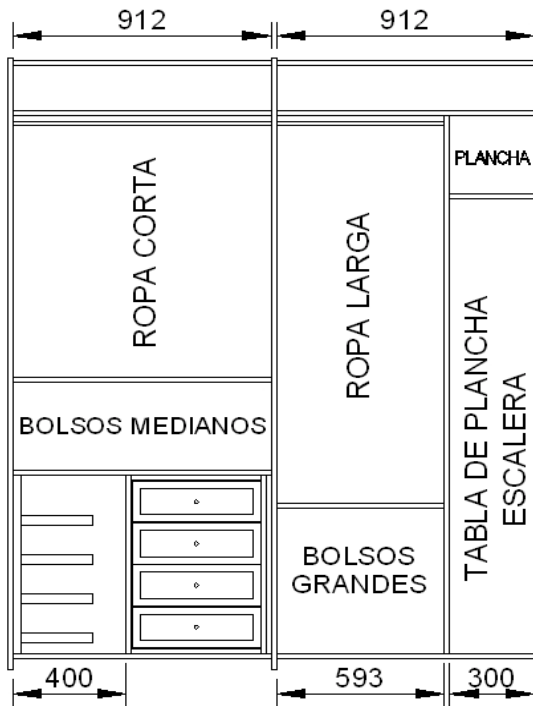 912
912
PLANCHA
ROPA CORTA
ROPA LARGA
TABLA DE PLANCHA
ESCALERA
BOLSOS MEDIANOS
BOLSOS
GRANDES
400
593
300